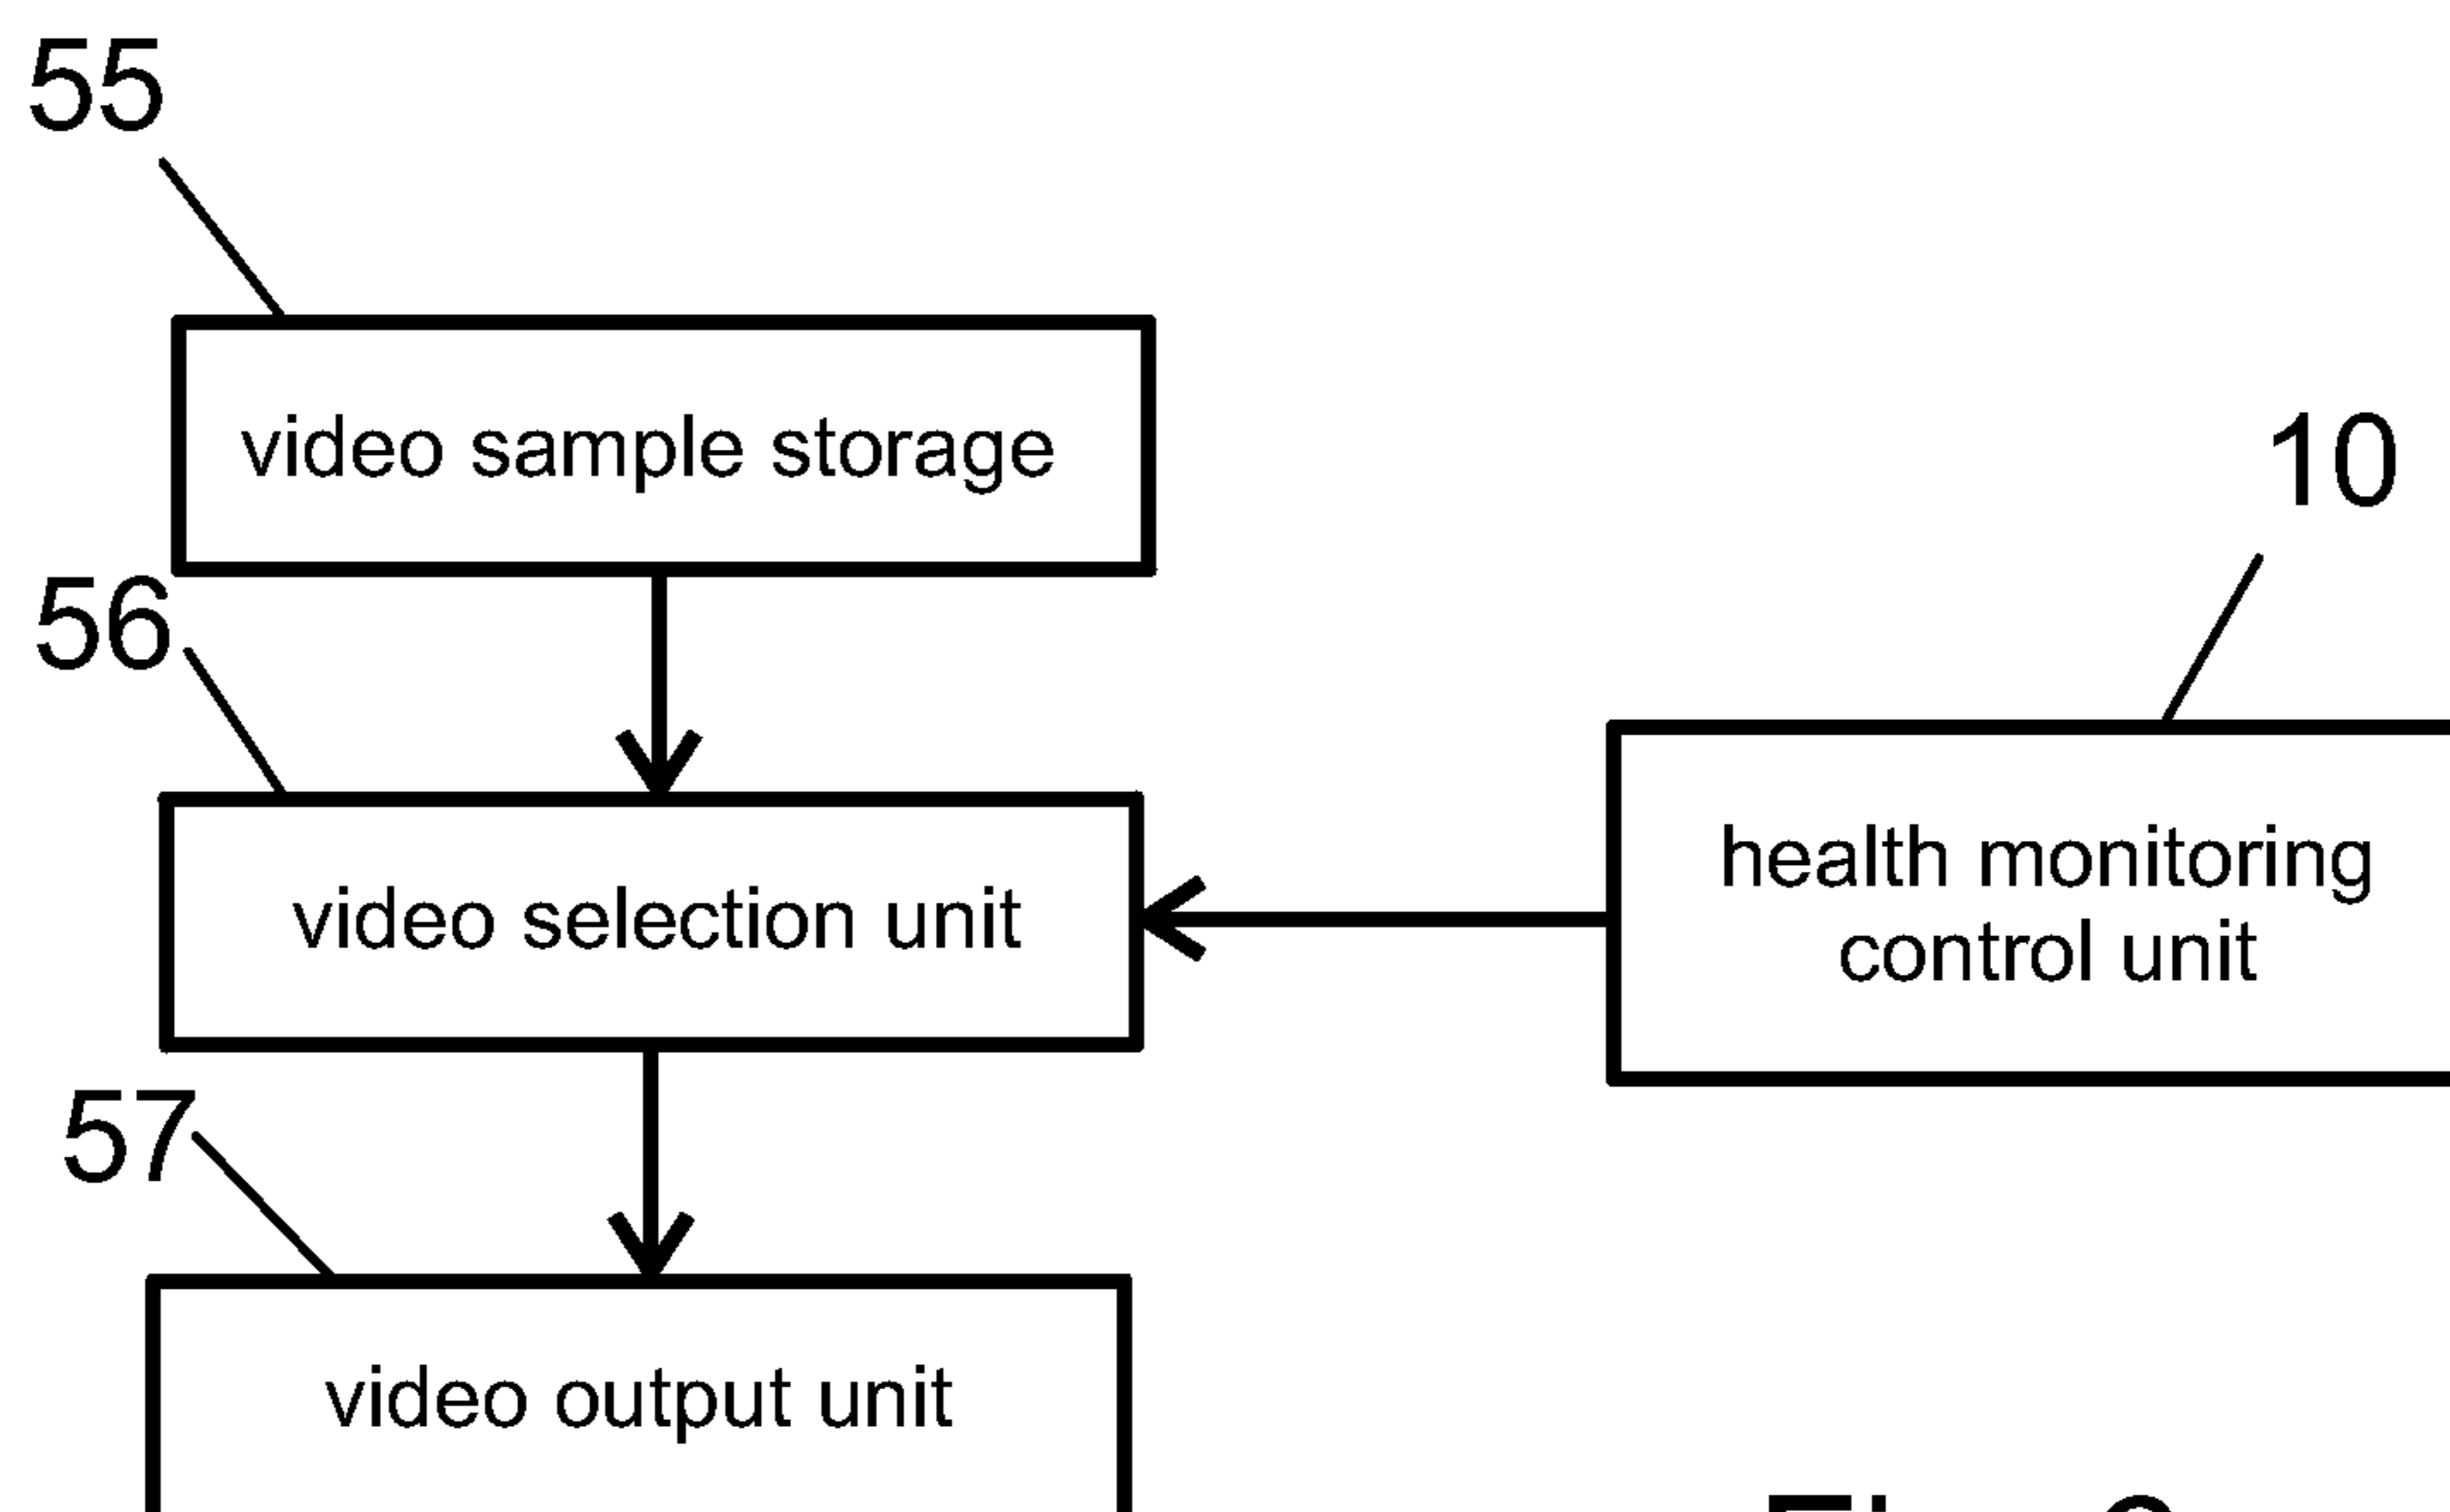 55
video sample storage
10
56
health monitoring
control unit
video selection unit
57
video output unit